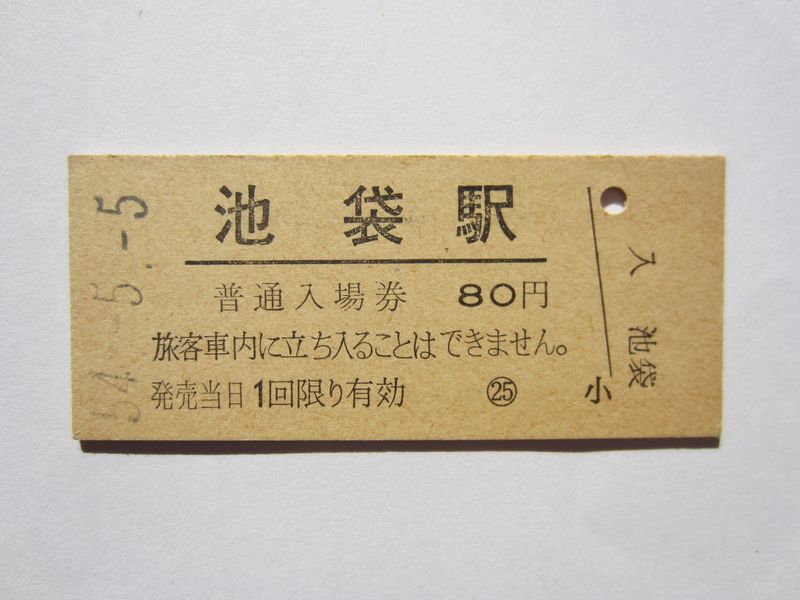 池袋駅
普通入場券 80円
旅客車内に立ち入ることはできません。
発売当日1回限り有効 ㉕
小
入 池袋
54.-5.-5